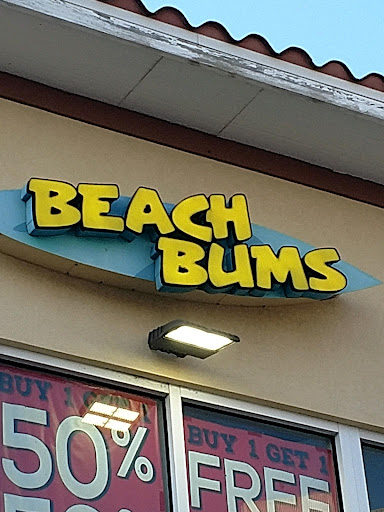 BEACH
BUMS
BUY 1
50%
BUY 1 GET 1
FREE